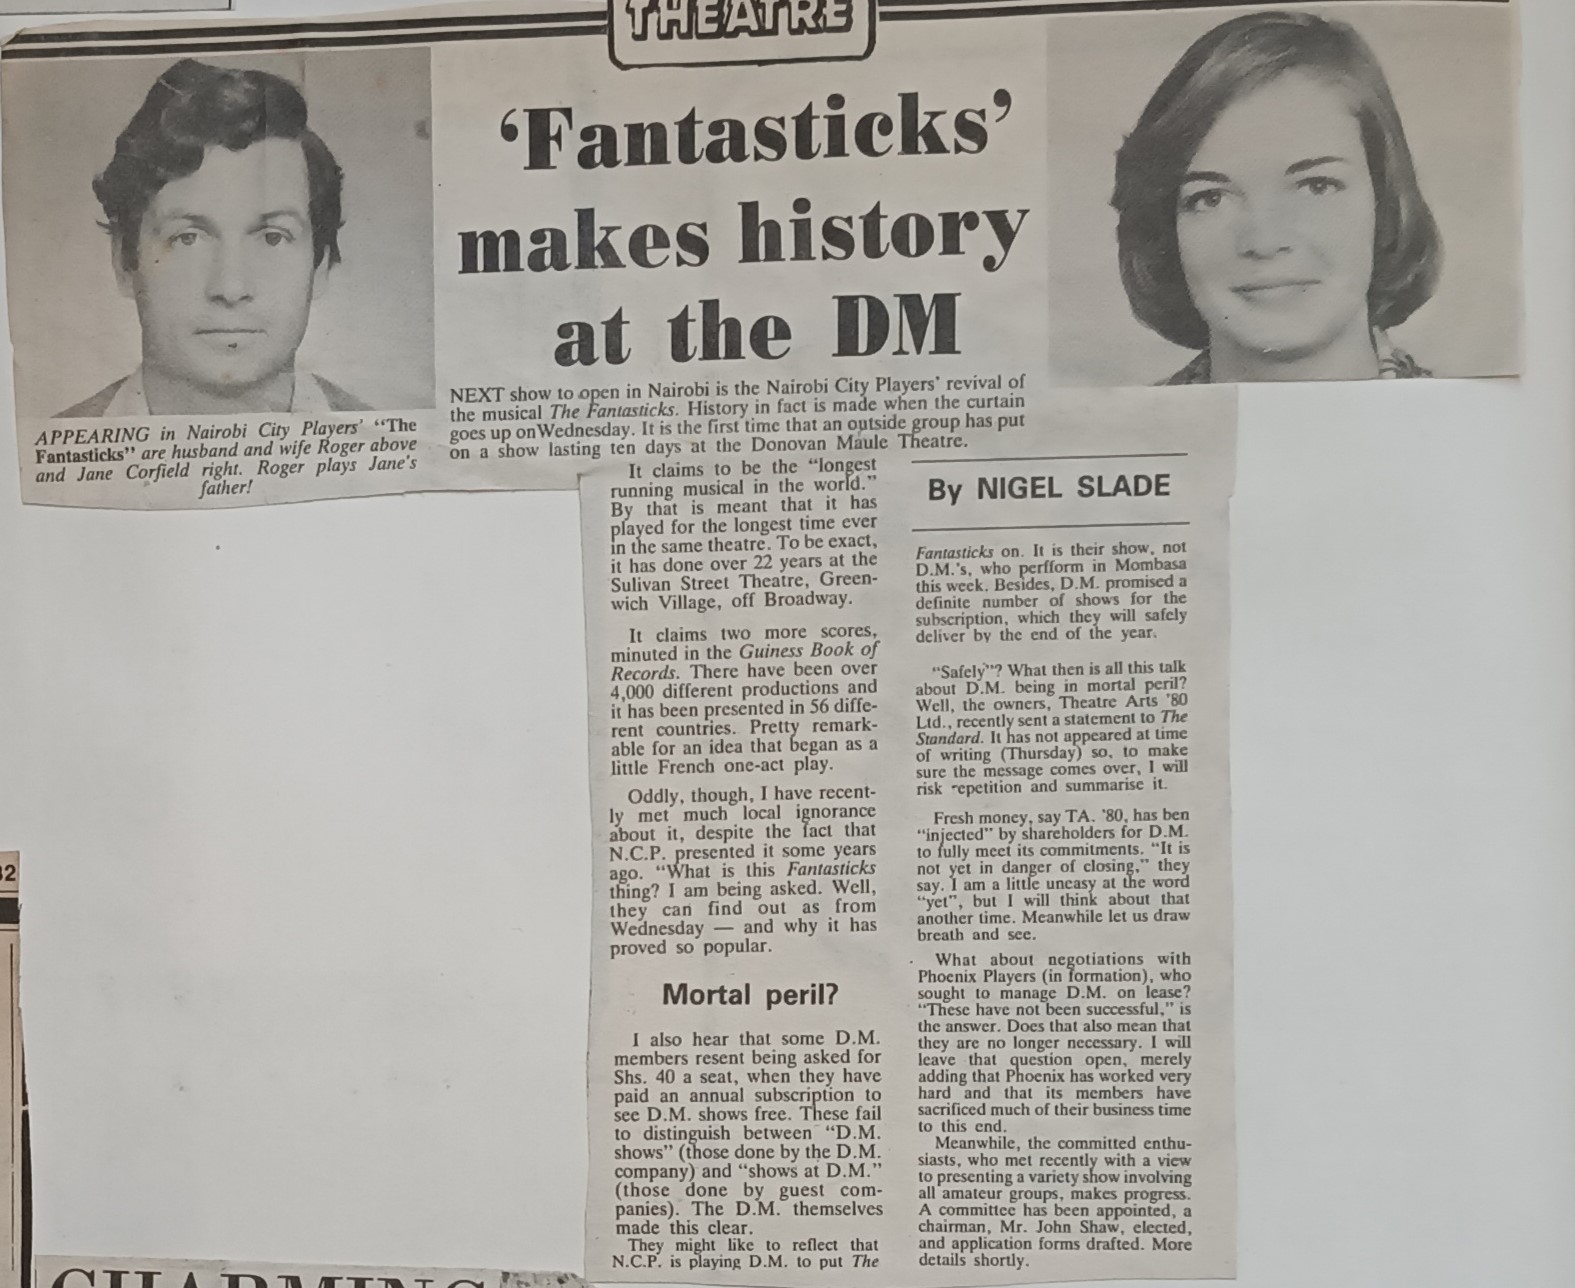 THEATRE
‘Fantasticks’
makes history
at the DM
APPEARING in Nairobi City Players' “The
Fantasticks” are husband and wife Roger above
and Jane Corfield right. Roger plays Jane's
father!
NEXT show to open in Nairobi is the Nairobi City Players' revival of
the musical The Fantasticks. History in fact is made when the curtain
goes up on Wednesday. It is the first time that an outside group has put
on a show lasting ten days at the Donovan Maule Theatre.
It claims to be the “longest
running musical in the world.”
By that is meant that it has
played for the longest time ever
in the same theatre. To be exact,
it has done over 22 years at the
Sulivan Street Theatre, Green-
wich Village, off Broadway.
It claims two more scores,
minuted in the Guiness Book of
Records. There have been over
4,000 different productions and
it has been presented in 56 diffe-
rent countries. Pretty remark-
able for an idea that began as a
little French one-act play.
Oddly, though, I have recent-
ly met much local ignorance
about it, despite the fact that
N.C.P. presented it some years
ago. “What is this Fantasticks
thing? I am being asked. Well,
they can find out as from
Wednesday — and why it has
proved so popular.
Mortal peril?
I also hear that some D.M.
members resent being asked for
Shs. 40 a seat, when they have
paid an annual subscription to
see D.M. shows free. These fail
to distinguish between “D.M.
shows” (those done by the D.M.
company) and “shows at D.M.”
(those done by guest com-
panies). The D.M. themselves
made this clear.
They might like to reflect that
N.C.P. is playing D.M. to put The
By NIGEL SLADE
Fantasticks on. It is their show, not
D.M.'s, who perfform in Mombasa
this week. Besides, D.M. promised a
definite number of shows for the
subscription, which they will safely
deliver by the end of the year.
“Safely”? What then is all this talk
about D.M. being in mortal peril?
Well, the owners, Theatre Arts '80
Ltd., recently sent a statement to The
Standard. It has not appeared at time
of writing (Thursday) so, to make
sure the message comes over, I will
risk repetition and summarise it.
Fresh money, say TA. '80, has ben
“injected” by shareholders for D.M.
to fully meet its commitments. “It is
not yet in danger of closing,” they
say. I am a little uneasy at the word
“yet”, but I will think about that
another time. Meanwhile let us draw
breath and see.
What about negotiations with
Phoenix Players (in formation), who
sought to manage D.M. on lease?
“These have not been successful,” is
the answer. Does that also mean that
they are no longer necessary. I will
leave that question open, merely
adding that Phoenix has worked very
hard and that its members have
sacrificed much of their business time
to this end.
Meanwhile, the committed enthu-
siasts, who met recently with a view
to presenting a variety show involving
all amateur groups, makes progress.
A committee has been appointed, a
chairman, Mr. John Shaw, elected,
and application forms drafted. More
details shortly.
32
CHARMING